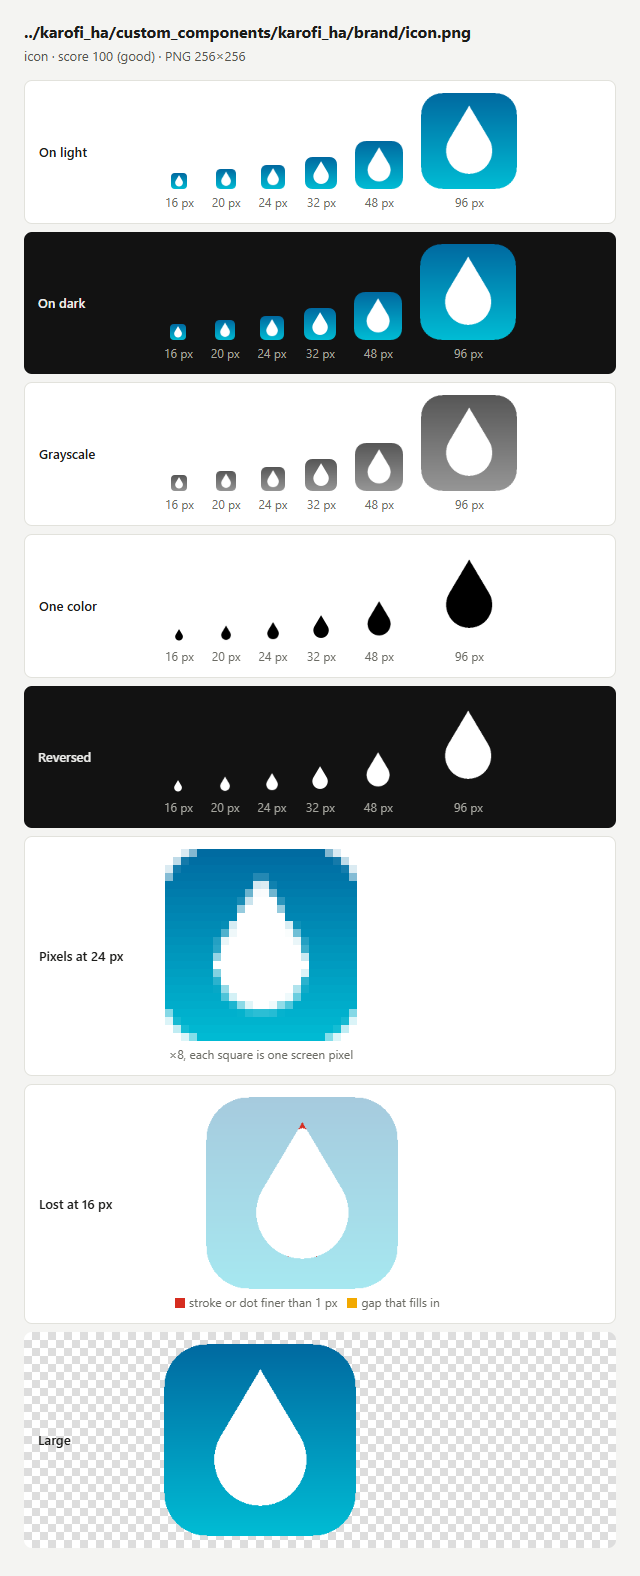 ../karofi_ha/custom_components/karofi_ha/brand/icon.png
icon · score 100 (good) · PNG 256×256
On light
16 px 20 px 24 px 32 px 48 px 96 px
On dark
16 px 20 px 24 px 32 px 48 px 96 px
Grayscale
16 px 20 px 24 px 32 px 48 px 96 px
One color
16 px 20 px 24 px 32 px 48 px 96 px
Reversed
16 px 20 px 24 px 32 px 48 px 96 px
Pixels at 24 px
×8, each square is one screen pixel
Lost at 16 px
stroke or dot finer than 1 px gap that fills in
Large